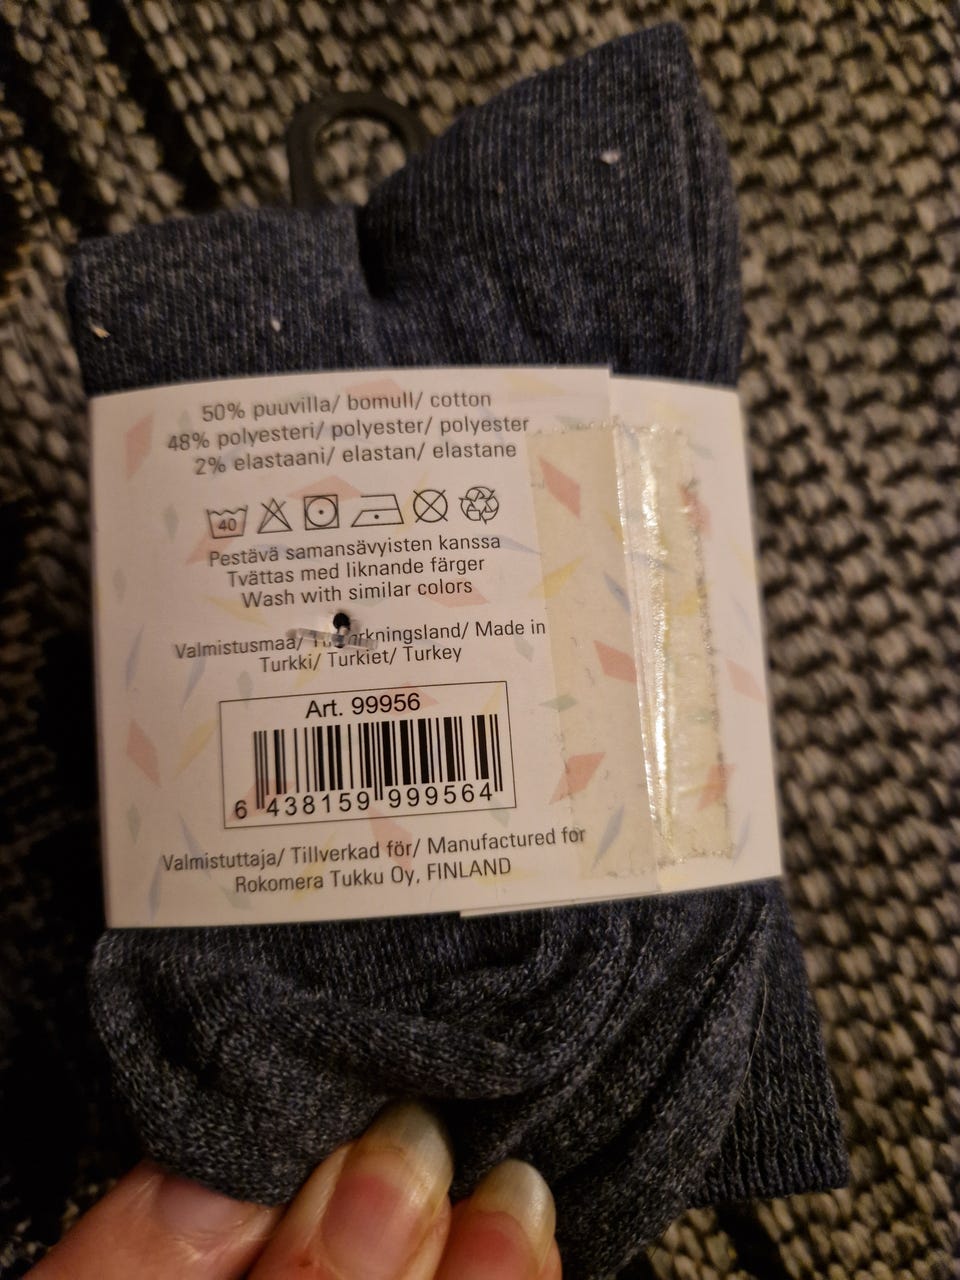 50% puuvilla/ bomull/ cotton
48% polyesteri/ polyester/ polyester
2% elastaani/ elastan/ elastane
40
Pestävä samansävyisten kanssa
Tvättas med liknande färger
Wash with similar colors
Valmistusmaa/ Made in
Turkki/ Turkiet/ Turkey
Art. 99956
6 438159 999564
Valmistuttaja/ Tillverkad för/ Manufactured for
Rokomera Tukku Oy, FINLAND